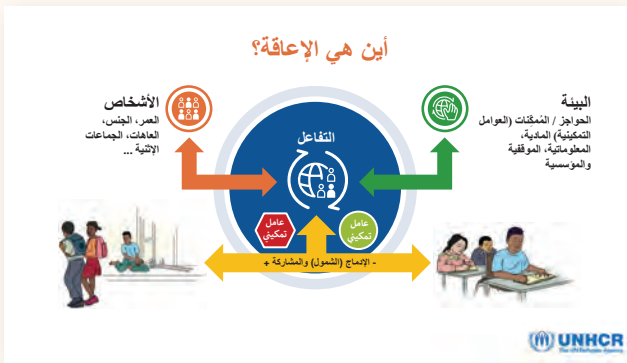 أين هي الإعاقة؟
البيئة
الحواجز / المُمكّنات (العوامل
التمكينية) المادية،
المعلوماتية، الموقفية
والمؤسسية
الأشخاص
العمر، الجنس،
العاهات، الجماعات
الإثنية ...
التفاعل
عامل
تمكيني
عامل
تمكيني
- الإدماج (الشمول) والمشاركة +
UNHCR
The UN Refugee Agency